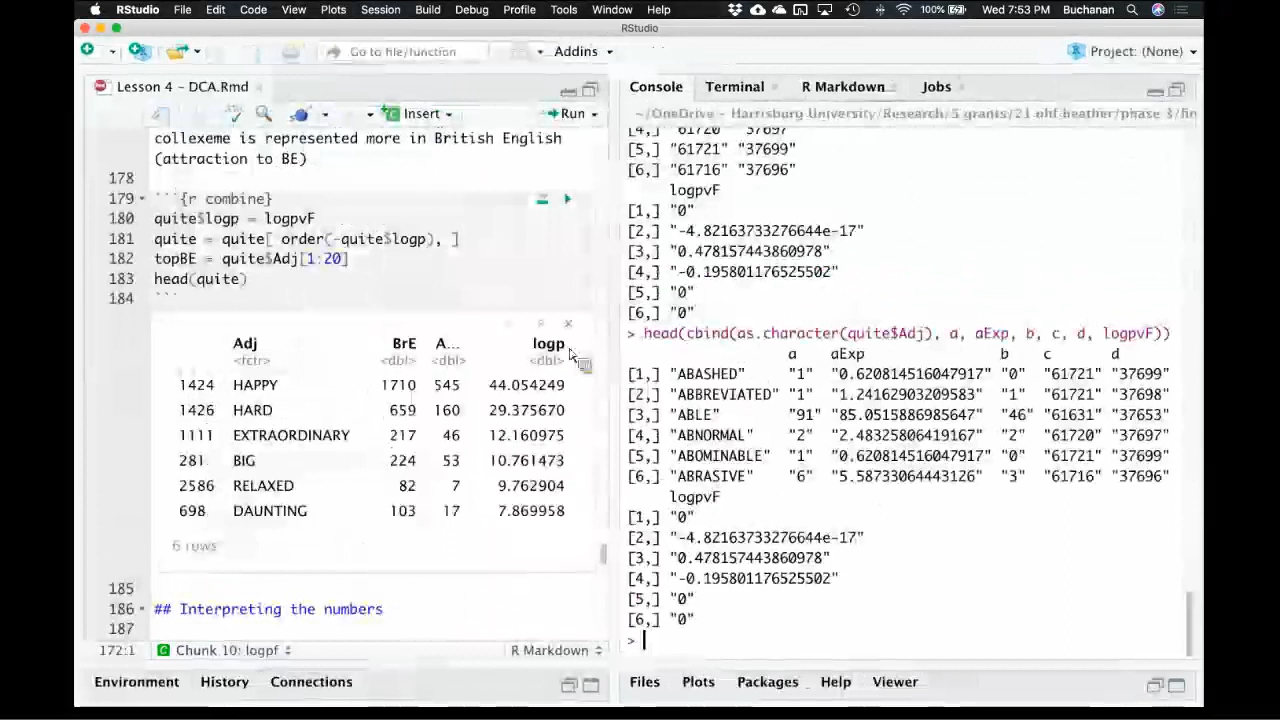 RStudio File Edit Code View Plots Session Build Debug Profile Tools Window Help 100% Wed 7:53 PM Buchanan
RStudio
Go to file/function Addins Project: (None)
Lesson 4 - DCA.Rmd
Insert Run
collexeme is represented more in British English
(attraction to BE)
178
179 ```{r combine}
180 quite$logp = logpvF
181 quite = quite[ order(-quite$logp), ]
182 topBE = quite$Adj[1:20]
183 head(quite)
184 ```
Adj BrE A... logp
<fctr> <dbl> <dbl> <dbl>
1424 HAPPY 1710 545 44.054249
1426 HARD 659 160 29.375670
1111 EXTRAORDINARY 217 46 12.160975
281 BIG 224 53 10.761473
2586 RELAXED 82 7 9.762904
698 DAUNTING 103 17 7.869958
6 rows
185
186 ## Interpreting the numbers
187
172:1 Chunk 10: logpf R Markdown
Environment History Connections
Console Terminal R Markdown Jobs
~/OneDrive - Harrisburg University/Research/5 grants/21
[4,] "61720" "37697"
[5,] "61721" "37699"
[6,] "61716" "37696"
logpvF
[1,] "0"
[2,] "-4.82163733276644e-17"
[3,] "0.478157443860978"
[4,] "-0.195801176525502"
[5,] "0"
[6,] "0"
> head(cbind(as.character(quite$Adj), a, aExp, b, c, d, logpvF))
a aExp b c d
[1,] "ABASHED" "1" "0.620814516047917" "0" "61721" "37699"
[2,] "ABBREVIATED" "1" "1.24162903209583" "1" "61721" "37698"
[3,] "ABLE" "91" "85.0515886985647" "46" "61631" "37653"
[4,] "ABNORMAL" "2" "2.48325806419167" "2" "61720" "37697"
[5,] "ABOMINABLE" "1" "0.620814516047917" "0" "61721" "37699"
[6,] "ABRASIVE" "6" "5.58733064443126" "3" "61716" "37696"
logpvF
[1,] "0"
[2,] "-4.82163733276644e-17"
[3,] "0.478157443860978"
[4,] "-0.195801176525502"
[5,] "0"
[6,] "0"
>
Files Plots Packages Help Viewer